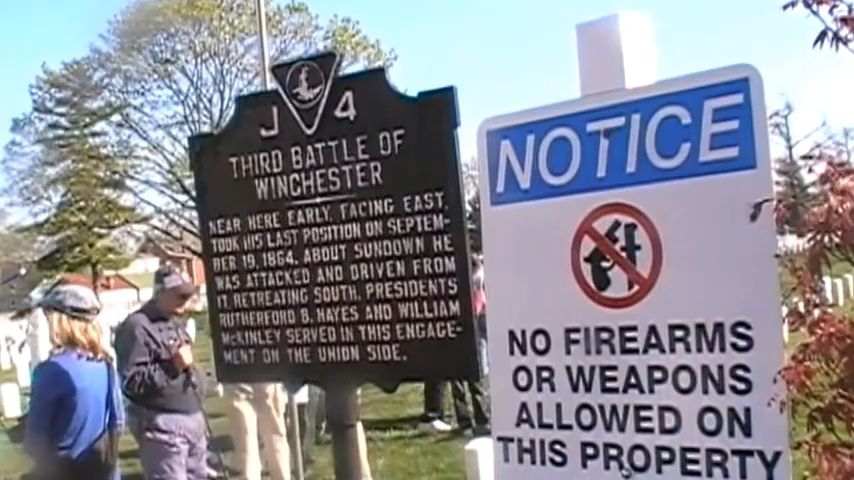 J 4
THIRD BATTLE OF
WINCHESTER
NEAR HERE EARLY, FACING EAST,
TOOK HIS LAST POSITION ON SEPTEM-
BER 19, 1864. ABOUT SUNDOWN HE
WAS ATTACKED AND DRIVEN FROM
IT, RETREATING SOUTH. PRESIDENTS
RUTHERFORD B. HAYES AND WILLIAM
McKINLEY SERVED IN THIS ENGAGE-
MENT ON THE UNION SIDE.
NOTICE
NO FIREARMS
OR WEAPONS
ALLOWED ON
THIS PROPERTY